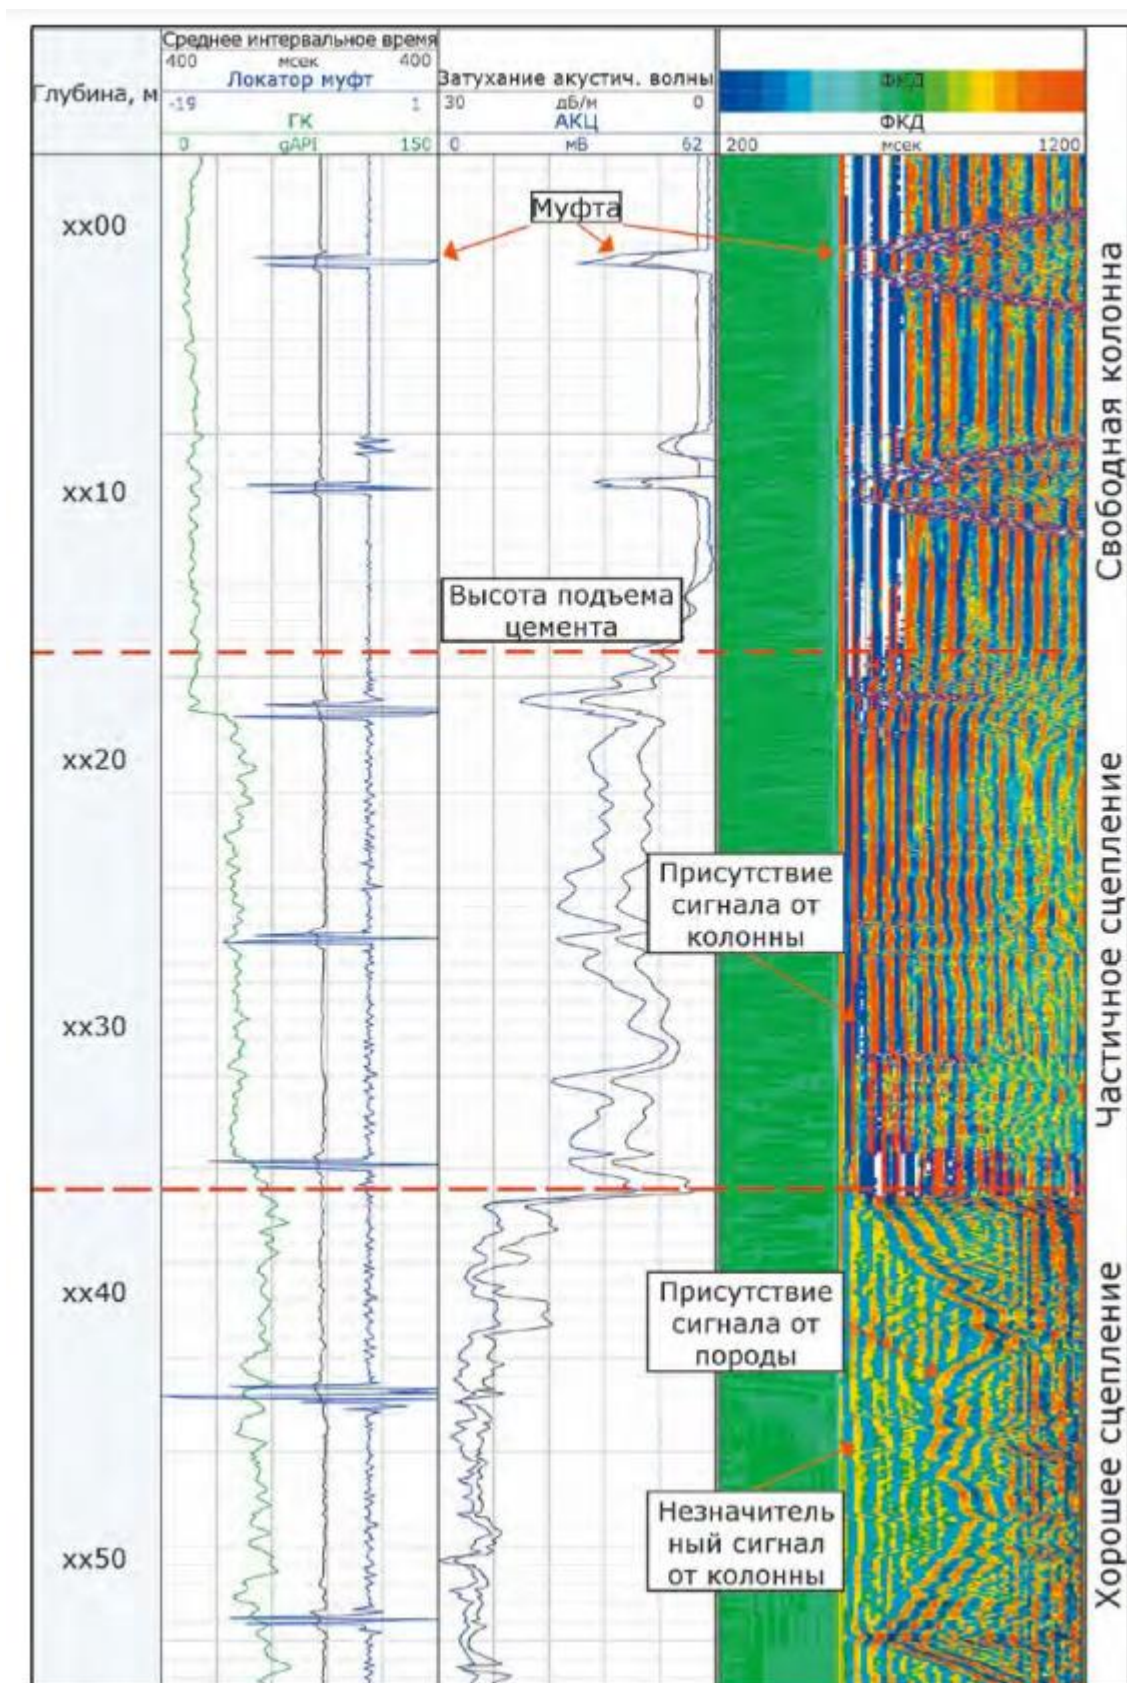 Среднее интервальное время
400 мсек 400
Локатор муфт
-19 1
ГК
0 gAPI 150
Глубина, м
Затухание акустич. волны
30 дБ/м 0
АКЦ
0 мВ 62
ФКД
ФКД
200 мсек 1200
xx00
xx10
xx20
xx30
xx40
xx50
Муфта
Высота подъема
цемента
Присутствие
сигнала от
колонны
Присутствие
сигнала от
породы
Незначитель
ный сигнал
от колонны
Свободная колонна
Частичное сцепление
Хорошее сцепление